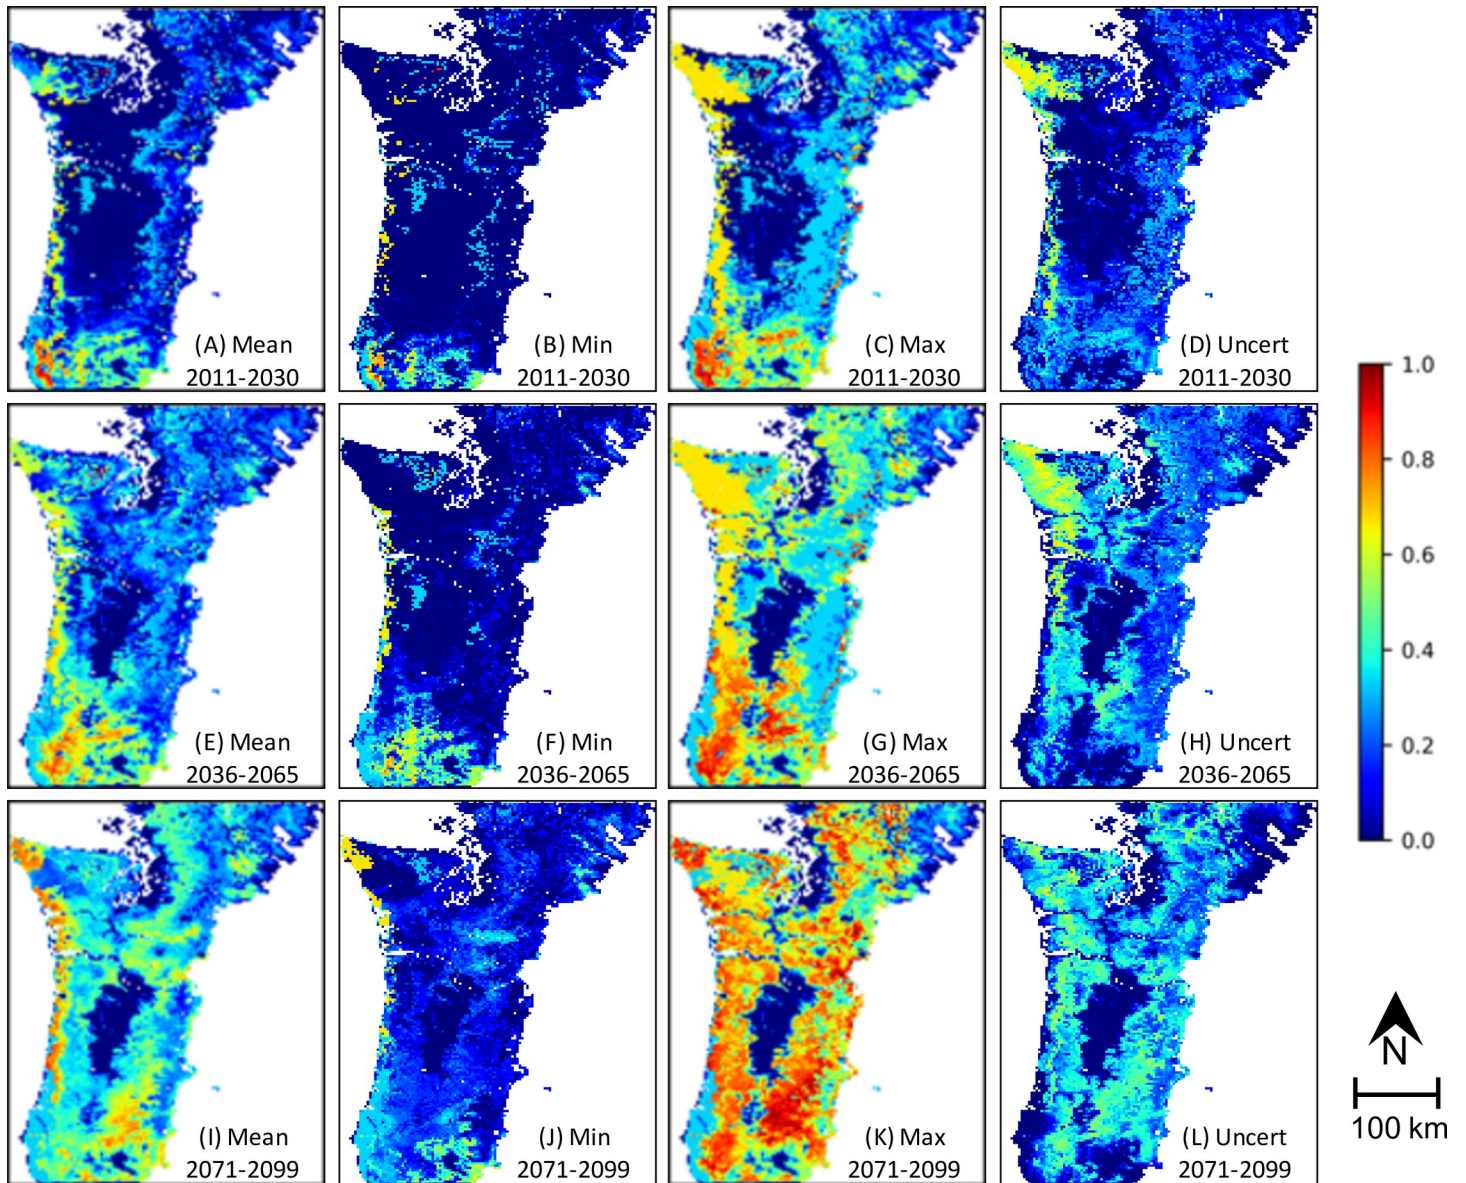 (A) Mean
2011-2030
(B) Min
2011-2030
(C) Max
2011-2030
(D) Uncert
2011-2030
(E) Mean
2036-2065
(F) Min
2036-2065
(G) Max
2036-2065
(H) Uncert
2036-2065
(I) Mean
2071-2099
(J) Min
2071-2099
(K) Max
2071-2099
(L) Uncert
2071-2099
1.0
0.8
0.6
0.4
0.2
0.0
N
100 km